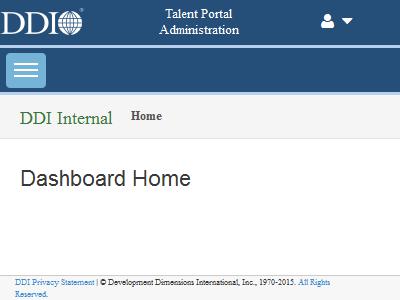 DDI®
Talent Portal
Administration
DDI Internal Home
Dashboard Home
DDI Privacy Statement | © Development Dimensions International, Inc., 1970-2015. All Rights
Reserved.